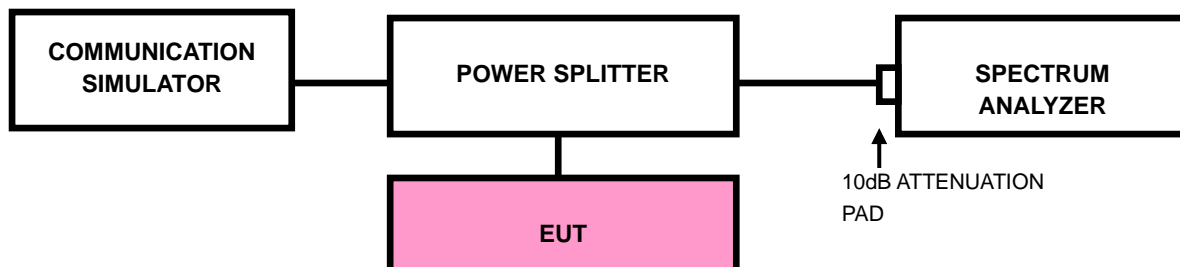 COMMUNICATION
SIMULATOR
POWER SPLITTER
SPECTRUM
ANALYZER
10dB ATTENUATION
PAD
EUT